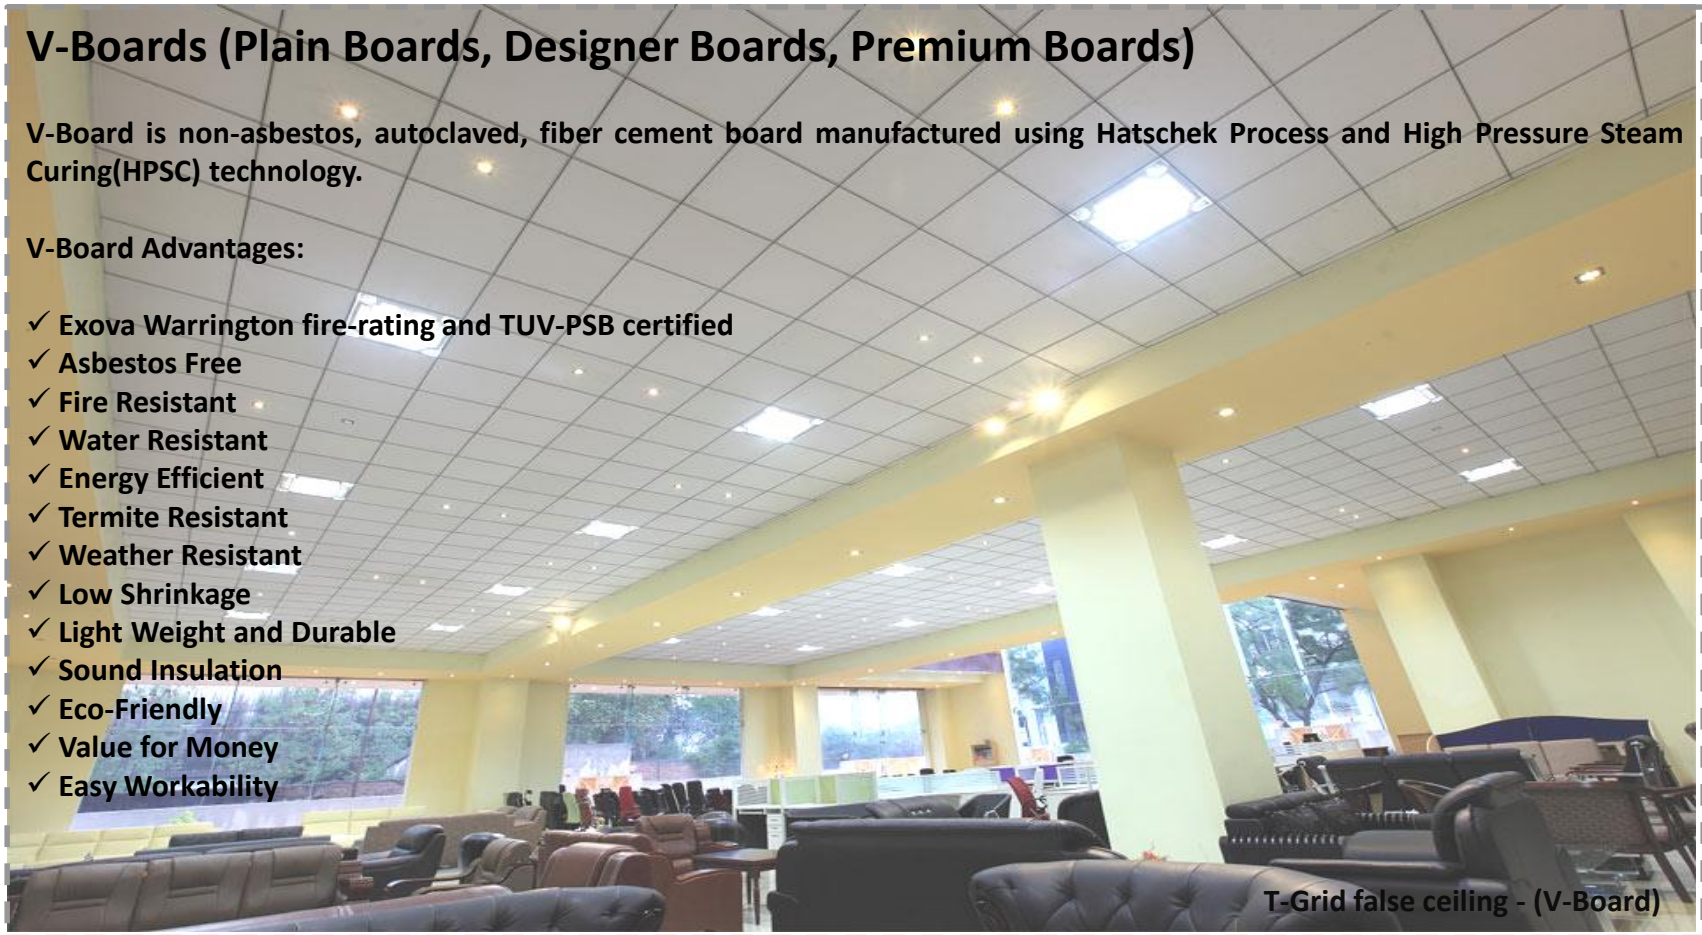 V-Boards (Plain Boards, Designer Boards, Premium Boards)
V-Board is non-asbestos, autoclaved, fiber cement board manufactured using Hatschek Process and High Pressure Steam
Curing(HPSC) technology.
V-Board Advantages:
✓ Exova Warrington fire-rating and TUV-PSB certified
✓ Asbestos Free
✓ Fire Resistant
✓ Water Resistant
✓ Energy Efficient
✓ Termite Resistant
✓ Weather Resistant
✓ Low Shrinkage
✓ Light Weight and Durable
✓ Sound Insulation
✓ Eco-Friendly
✓ Value for Money
✓ Easy Workability
T-Grid false ceiling - (V-Board)